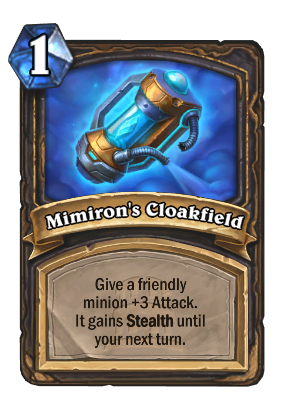 1
Mimiron's Cloakfield
Give a friendly
minion +3 Attack.
It gains Stealth until
your next turn.